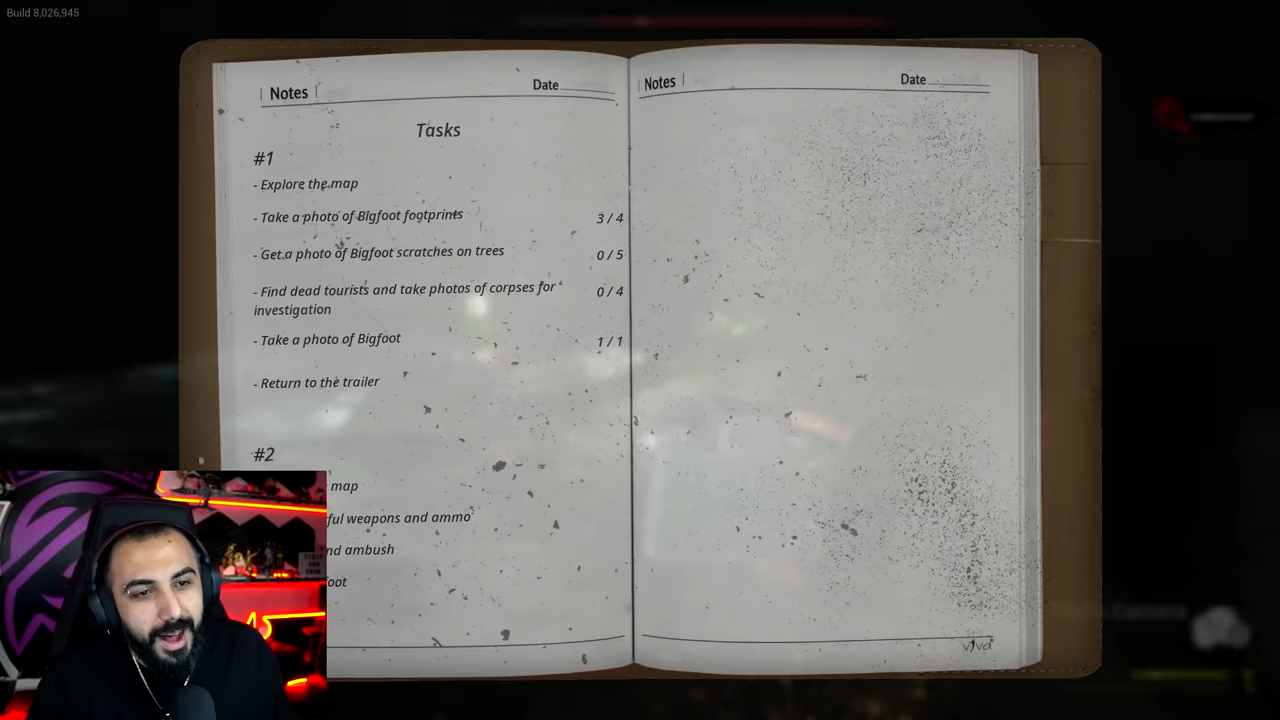 Build 8,026,945
Notes
Date
Tasks
#1
- Explore the map
- Take a photo of Bigfoot footprints 3 / 4
- Get a photo of Bigfoot scratches on trees 0 / 5
- Find dead tourists and take photos of corpses for 0 / 4
investigation
- Take a photo of Bigfoot 1 / 1
- Return to the trailer
#2
map
ful weapons and ammo
nd ambush
foot
Notes
Date